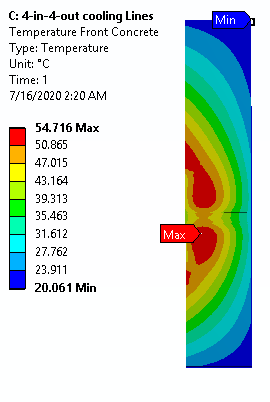 C: 4-in-4-out cooling Lines
Temperature Front Concrete
Type: Temperature
Unit: °C
Time: 1
7/16/2020 2:20 AM
Min
54.716 Max
50.865
47.015
43.164
39.313
35.463
31.612
27.762
23.911
20.061 Min
Max